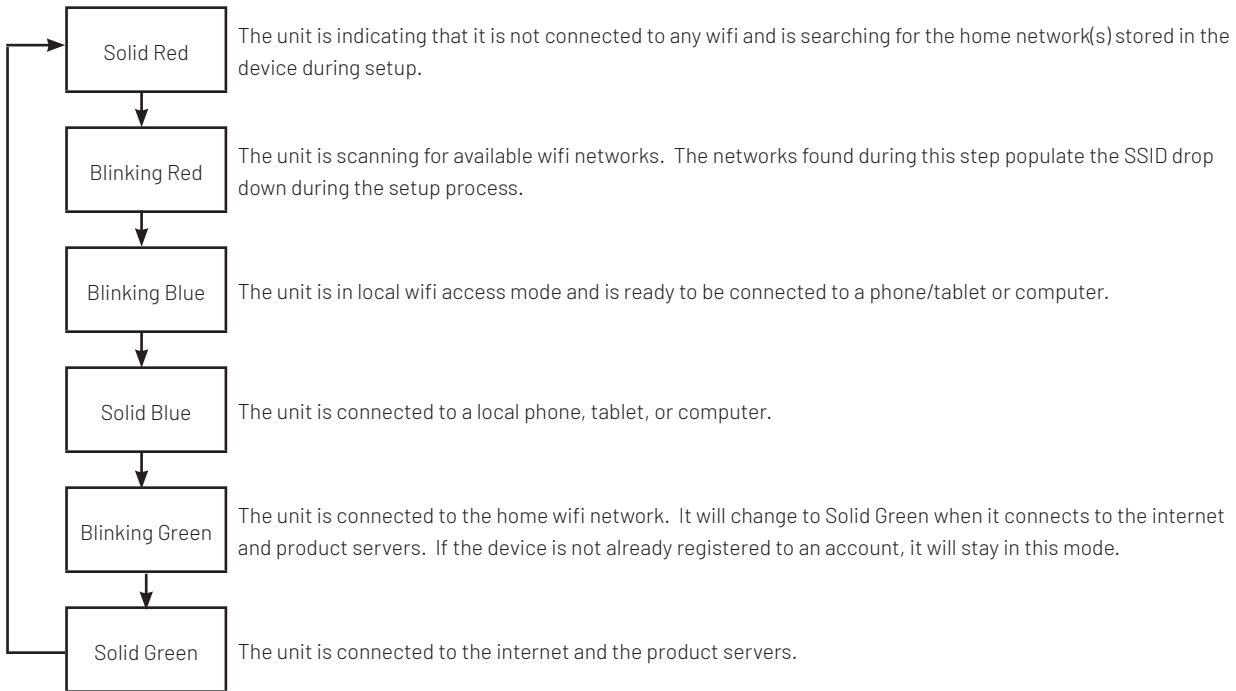 Solid Red
The unit is indicating that it is not connected to any wifi and is searching for the home network(s) stored in the
device during setup.
Blinking Red
The unit is scanning for available wifi networks.  The networks found during this step populate the SSID drop
down during the setup process.
Blinking Blue
The unit is in local wifi access mode and is ready to be connected to a phone/tablet or computer.
Solid Blue
The unit is connected to a local phone, tablet, or computer.
Blinking Green
The unit is connected to the home wifi network.  It will change to Solid Green when it connects to the internet
and product servers.  If the device is not already registered to an account, it will stay in this mode.
Solid Green
The unit is connected to the internet and the product servers.